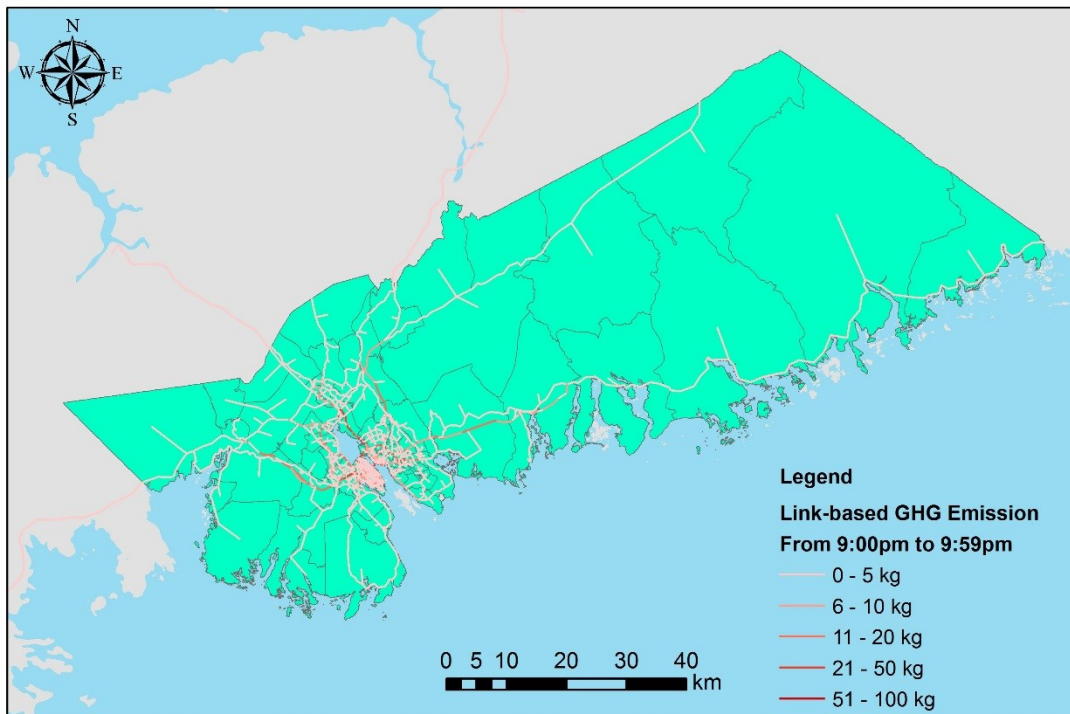 N
W E
S
Legend
Link-based GHG Emission
From 9:00pm to 9:59pm
0 - 5 kg
6 - 10 kg
11 - 20 kg
21 - 50 kg
51 - 100 kg
0 5 10 20 30 40
km